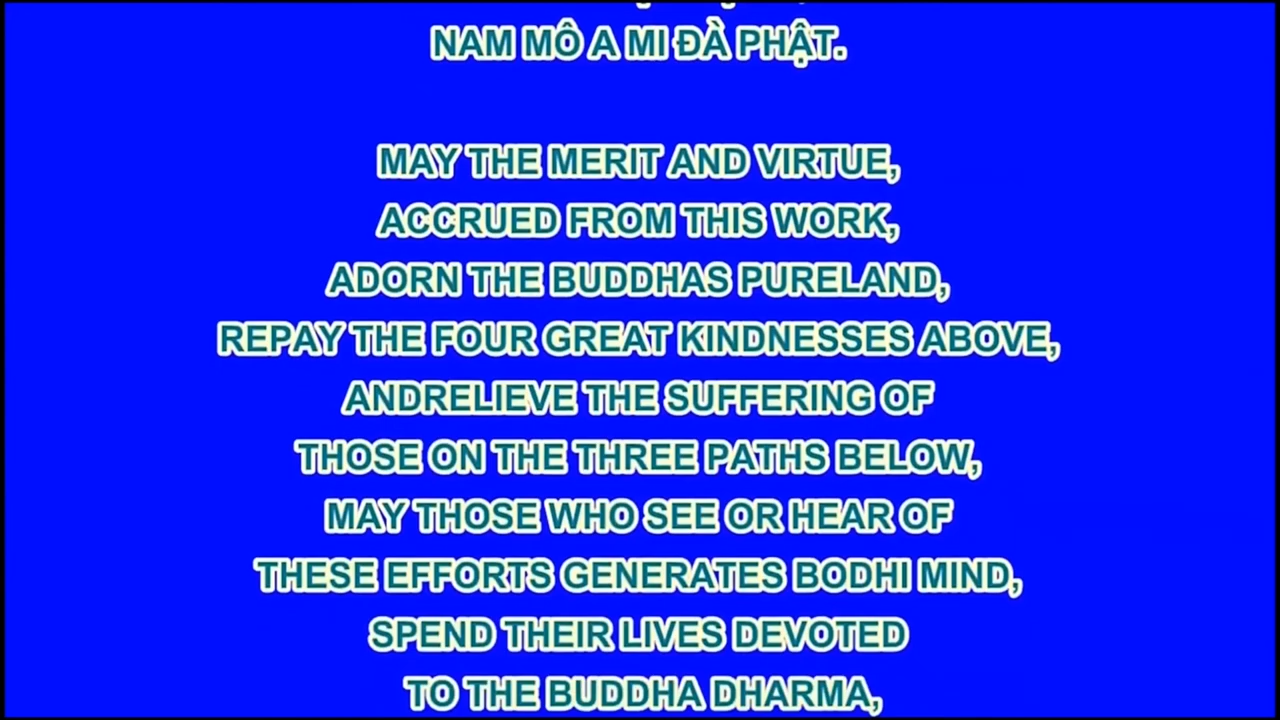 NAM MÔ A MI ĐÀ PHẬT.
MAY THE MERIT AND VIRTUE,
ACCRUED FROM THIS WORK,
ADORN THE BUDDHAS PURELAND,
REPAY THE FOUR GREAT KINDNESSES ABOVE,
ANDRELIEVE THE SUFFERING OF
THOSE ON THE THREE PATHS BELOW,
MAY THOSE WHO SEE OR HEAR OF
THESE EFFORTS GENERATES BODHI MIND,
SPEND THEIR LIVES DEVOTED
TO THE BUDDHA DHARMA,